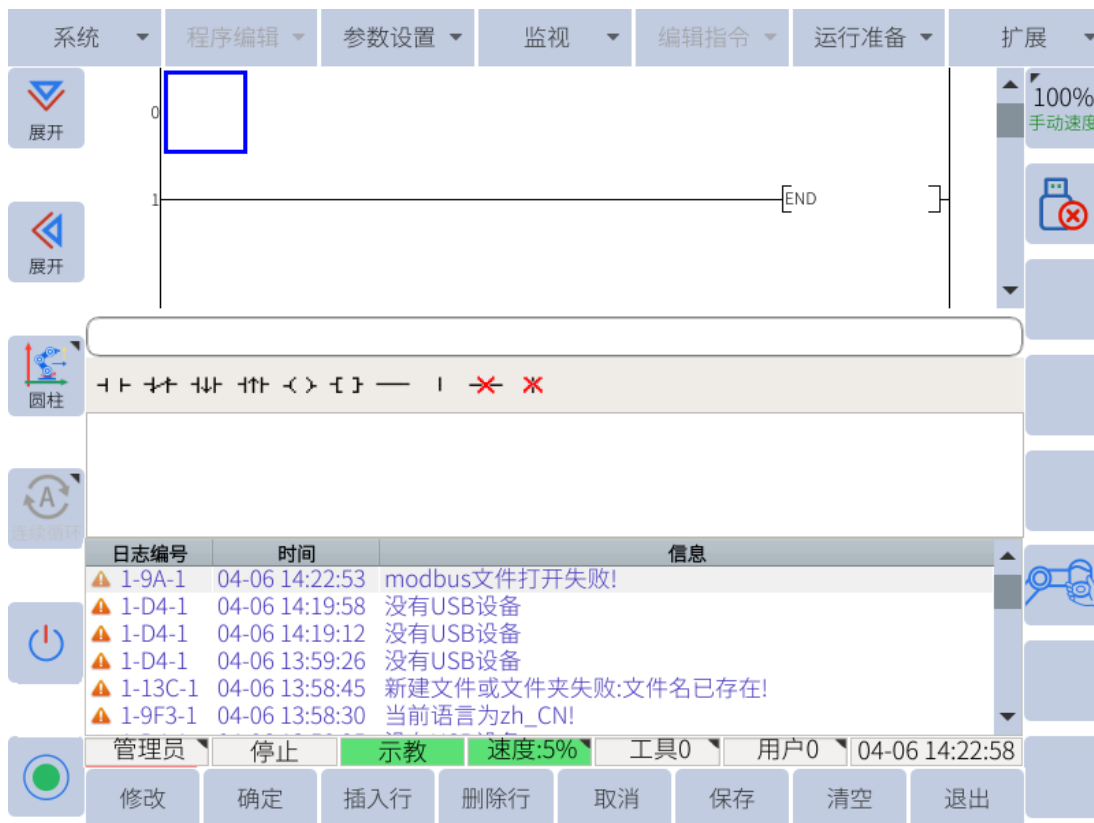 系统 程序编辑 参数设置 监视 编辑指令 运行准备 扩展
展开
展开
圆柱
A
连续循环
100%
手动速度
0
1 END
日志编号 时间 信息
1-9A-1 04-06 14:22:53 modbus文件打开失败!
1-D4-1 04-06 14:19:58 没有USB设备
1-D4-1 04-06 14:19:12 没有USB设备
1-D4-1 04-06 13:59:26 没有USB设备
1-13C-1 04-06 13:58:45 新建文件或文件夹失败:文件名已存在!
1-9F3-1 04-06 13:58:30 当前语言为zh_CN!
管理员 停止 示教 速度:5% 工具0 用户0 04-06 14:22:58
修改 确定 插入行 删除行 取消 保存 清空 退出